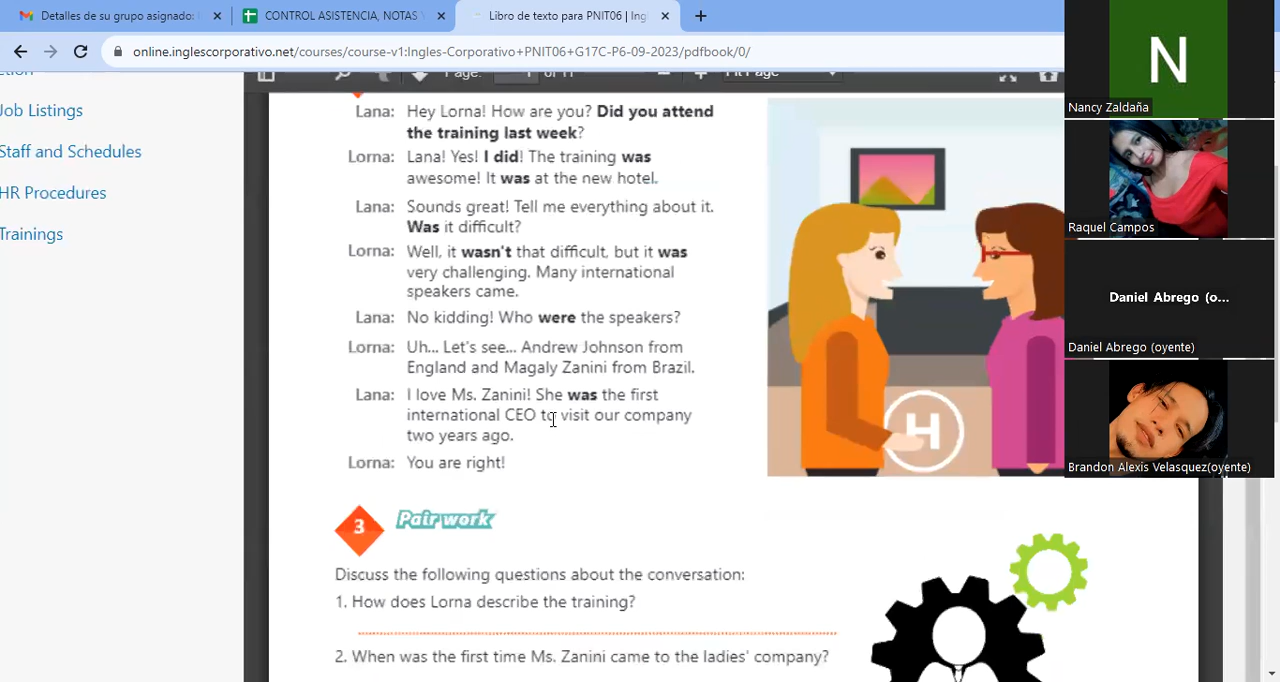 Detalles de su grupo asignado:
CONTROL ASISTENCIA, NOTAS
Libro de texto para PNIT06 | Ing
online.inglescorporativo.net/courses/course-v1:Ingles-Corporativo+PNIT06+G17C-P6-09-2023/pdfbook/0/
Page:
of 11
Job Listings
Staff and Schedules
HR Procedures
Trainings
Lana: Hey Lorna! How are you? Did you attend
the training last week?
Lorna: Lana! Yes! I did! The training was
awesome! It was at the new hotel.
Lana: Sounds great! Tell me everything about it.
Was it difficult?
Lorna: Well, it wasn't that difficult, but it was
very challenging. Many international
speakers came.
Lana: No kidding! Who were the speakers?
Lorna: Uh... Let's see... Andrew Johnson from
England and Magaly Zanini from Brazil.
Lana: I love Ms. Zanini! She was the first
international CEO to visit our company
two years ago.
Lorna: You are right!
H
3 Pair work
Discuss the following questions about the conversation:
1. How does Lorna describe the training?
2. When was the first time Ms. Zanini came to the ladies' company?
N
Nancy Zaldaña
Raquel Campos
Daniel Abrego (o...
Daniel Abrego (oyente)
Brandon Alexis Velasquez(oyente)